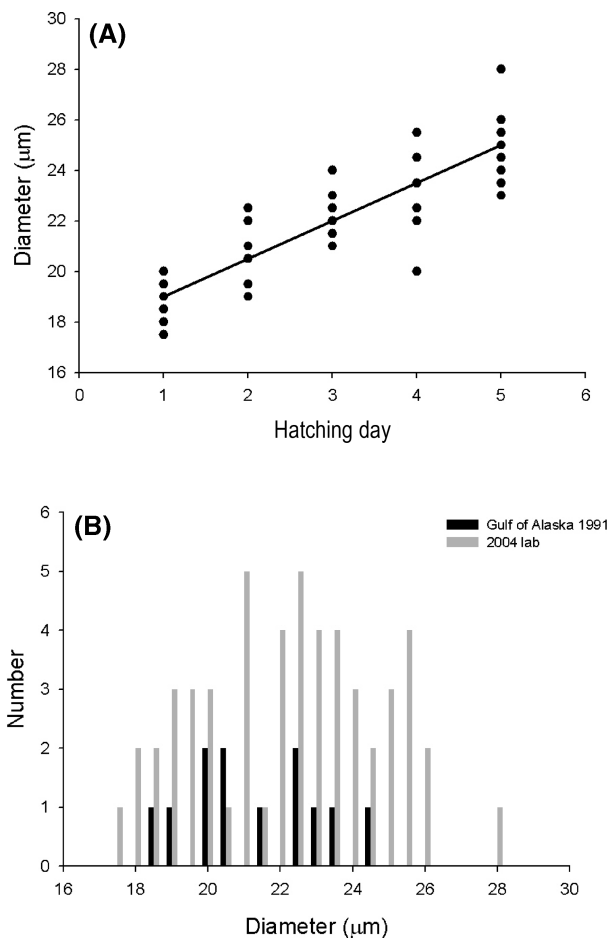 (A)
30
28
26
24
22
20
18
16
Diameter (μm)
0 1 2 3 4 5 6
Hatching day
(B)
6
5
4
3
2
1
0
Number
Gulf of Alaska 1991
2004 lab
16 18 20 22 24 26 28 30
Diameter (μm)